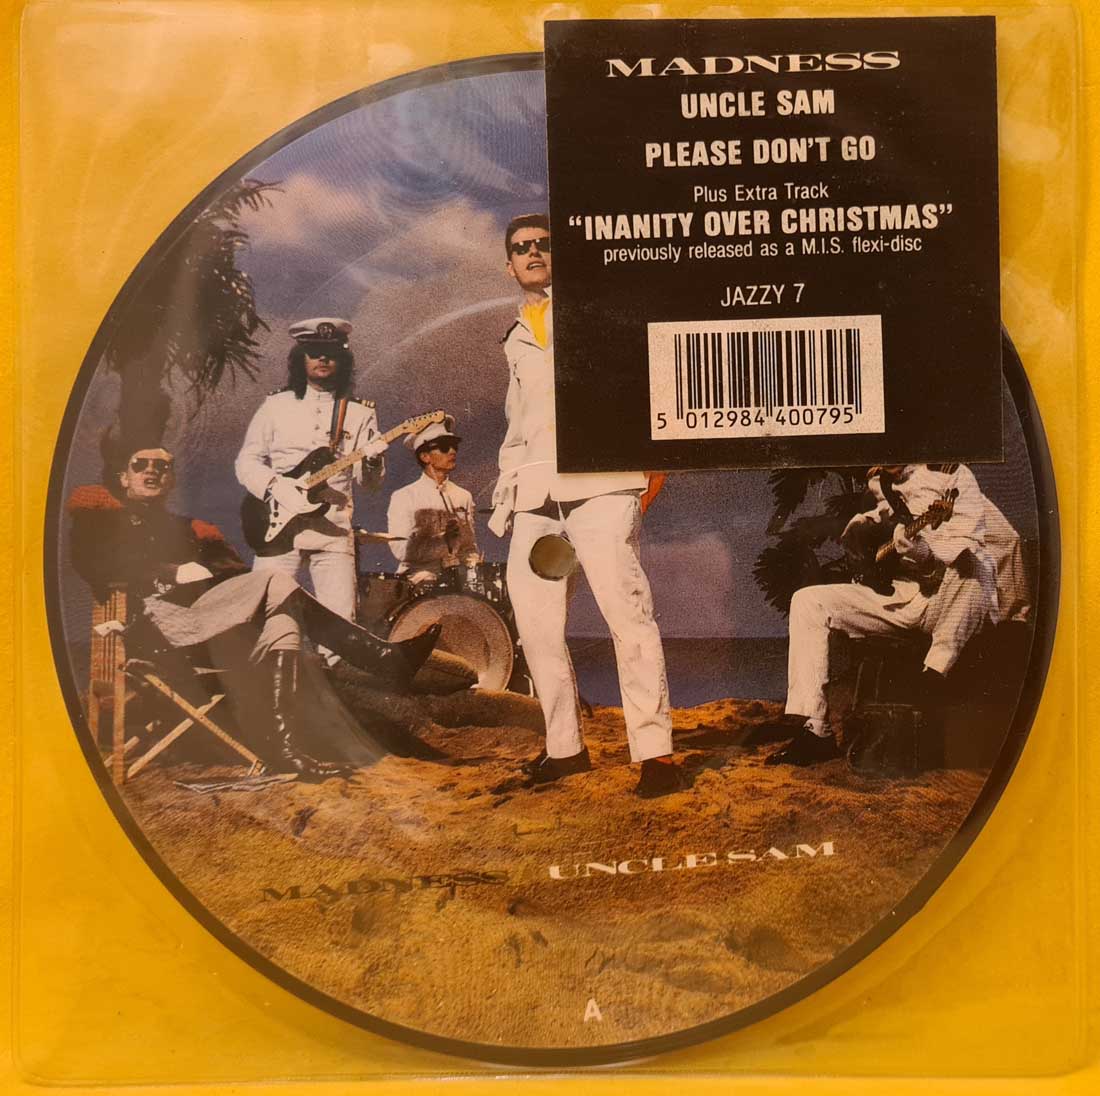 MADNESS
UNCLE SAM
PLEASE DON'T GO
Plus Extra Track
“INANITY OVER CHRISTMAS”
previously released as a M.I.S. flexi-disc
JAZZY 7
5 012984 400795
MADNESS UNCLE SAM
A